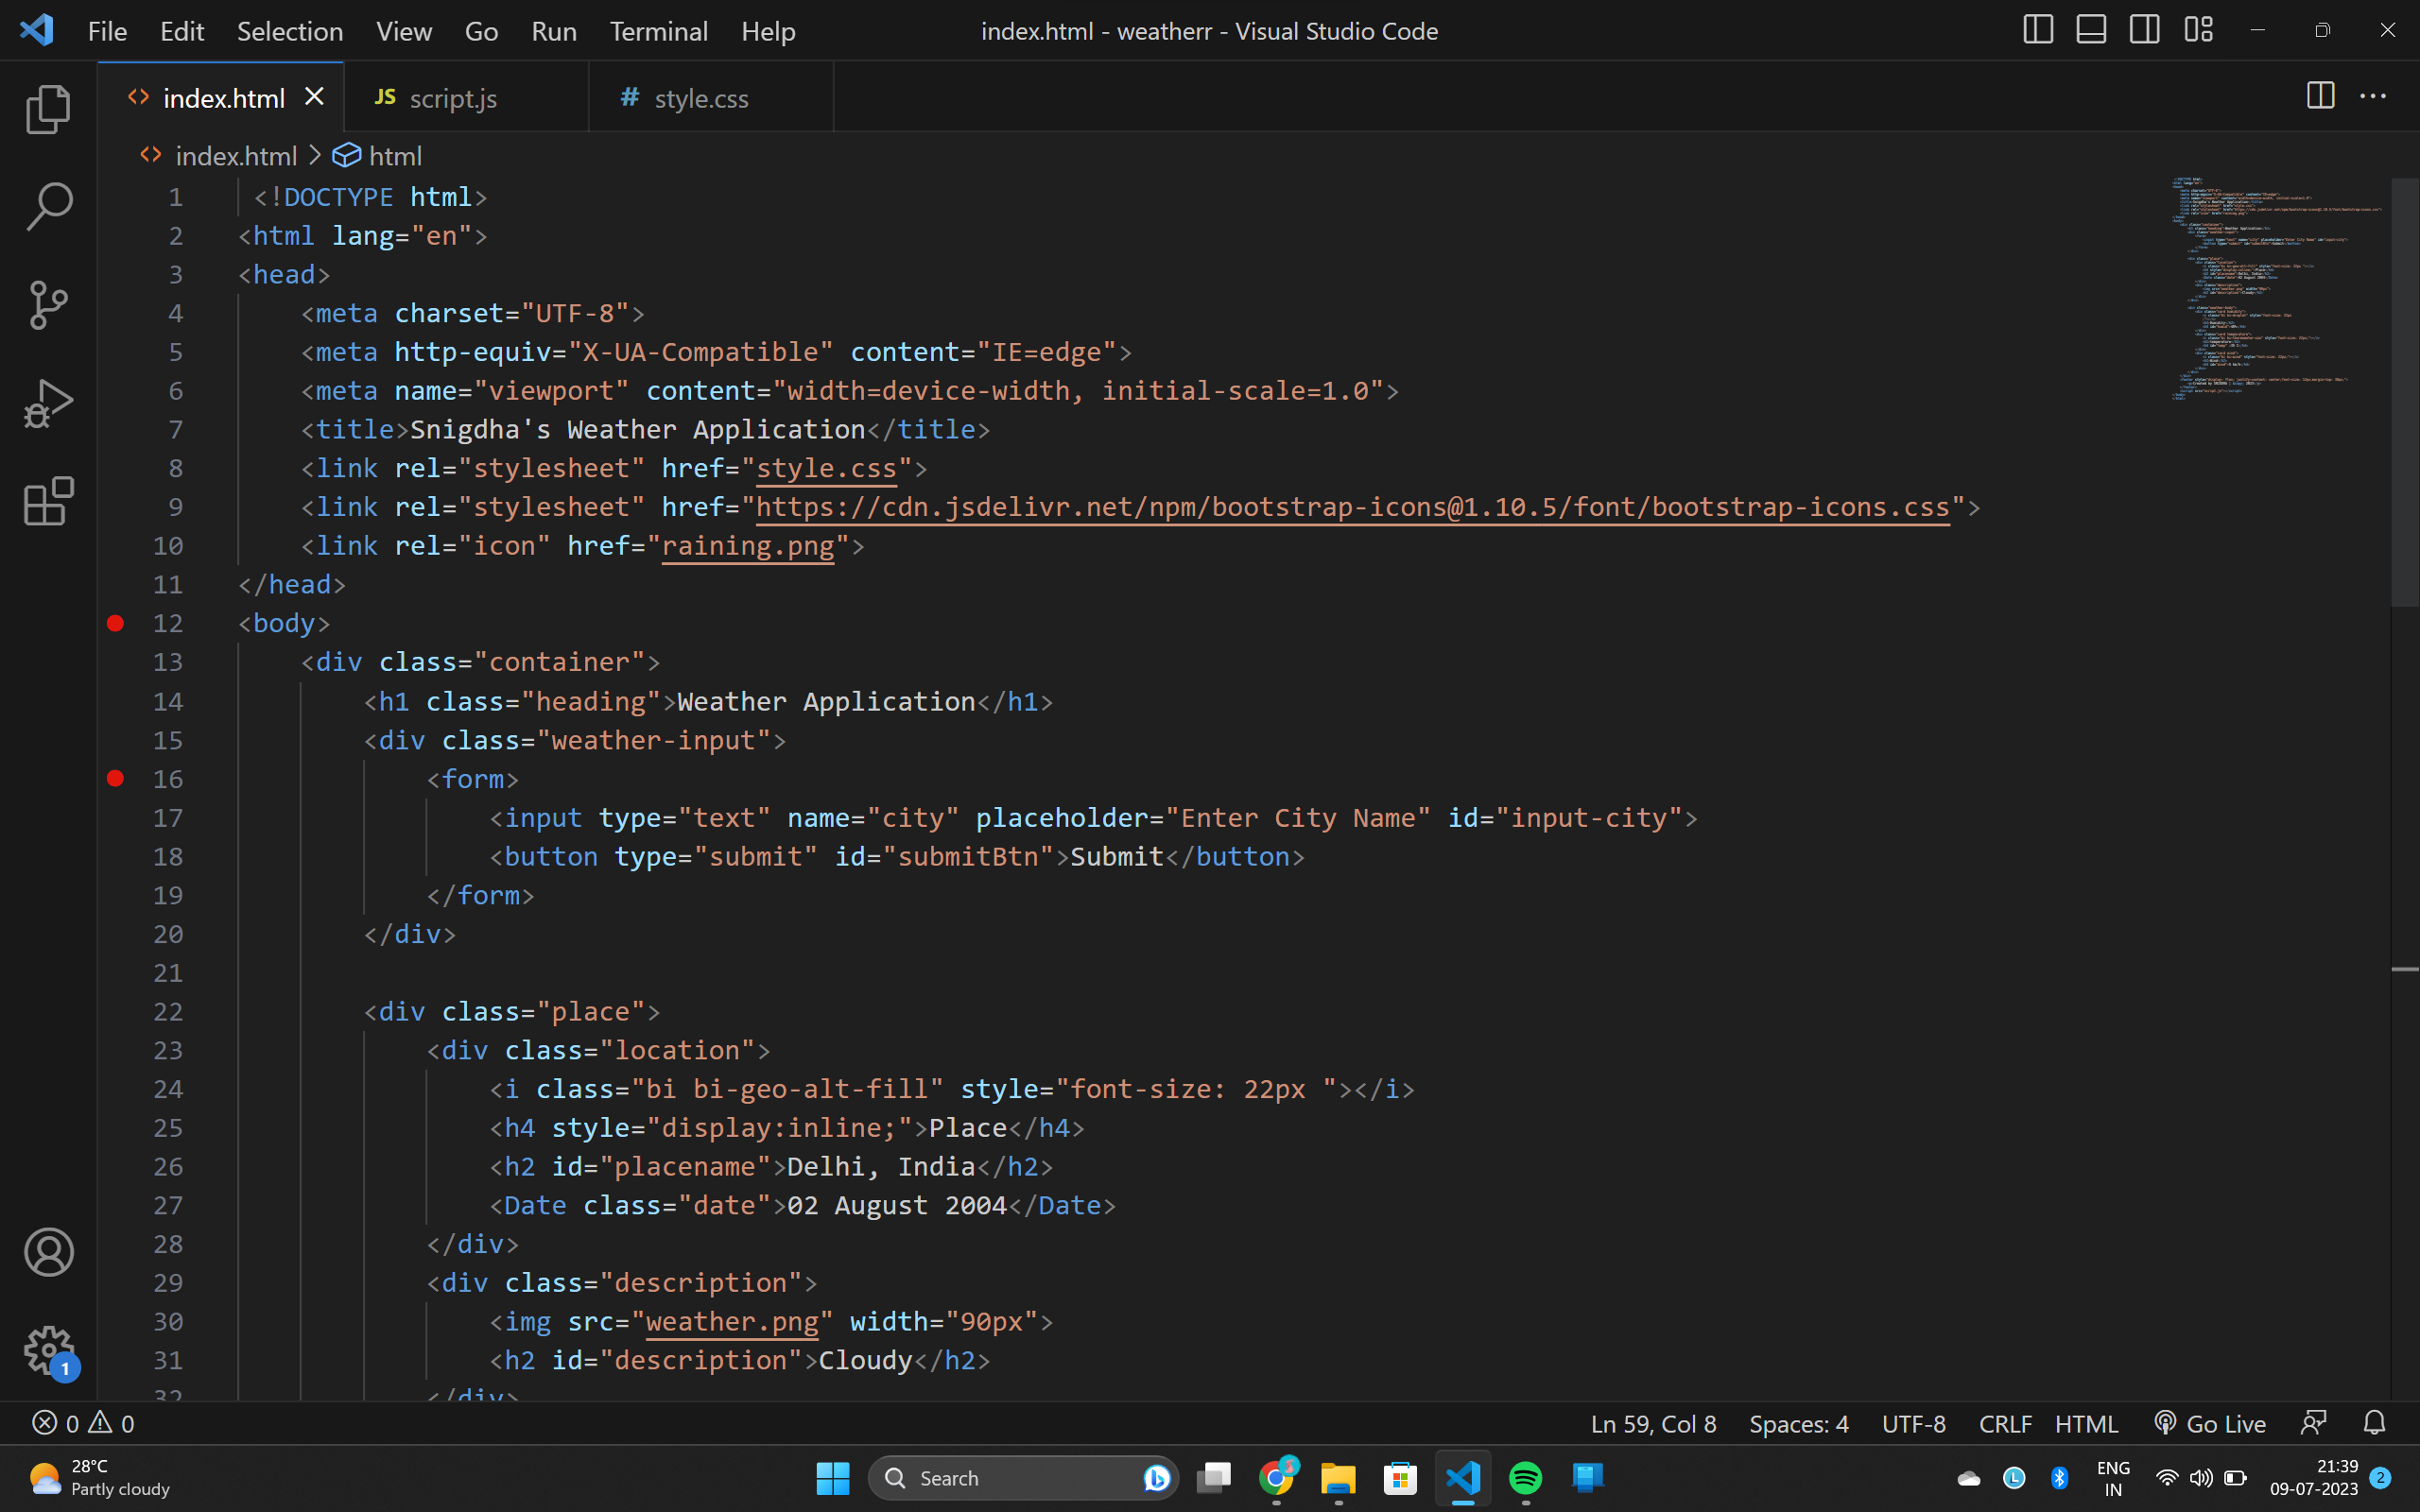 File Edit Selection View Go Run Terminal Help index.html - weatherr - Visual Studio Code
index.html JS script.js # style.css
index.html > html
1 <!DOCTYPE html>
2 <html lang="en">
3 <head>
4 <meta charset="UTF-8">
5 <meta http-equiv="X-UA-Compatible" content="IE=edge">
6 <meta name="viewport" content="width=device-width, initial-scale=1.0">
7 <title>Snigdha's Weather Application</title>
8 <link rel="stylesheet" href="style.css">
9 <link rel="stylesheet" href="https://cdn.jsdelivr.net/npm/bootstrap-icons@1.10.5/font/bootstrap-icons.css">
10 <link rel="icon" href="raining.png">
11 </head>
12 <body>
13 <div class="container">
14 <h1 class="heading">Weather Application</h1>
15 <div class="weather-input">
16 <form>
17 <input type="text" name="city" placeholder="Enter City Name" id="input-city">
18 <button type="submit" id="submitBtn">Submit</button>
19 </form>
20 </div>
21
22 <div class="place">
23 <div class="location">
24 <i class="bi bi-geo-alt-fill" style="font-size: 22px "></i>
25 <h4 style="display:inline;">Place</h4>
26 <h2 id="placename">Delhi, India</h2>
27 <Date class="date">02 August 2004</Date>
28 </div>
29 <div class="description">
30 <img src="weather.png" width="90px">
31 <h2 id="description">Cloudy</h2>
32 </div>
1
0 0 Ln 59, Col 8 Spaces: 4 UTF-8 CRLF HTML Go Live
28°C
Partly cloudy
Search
ENG
IN
21:39
09-07-2023
2